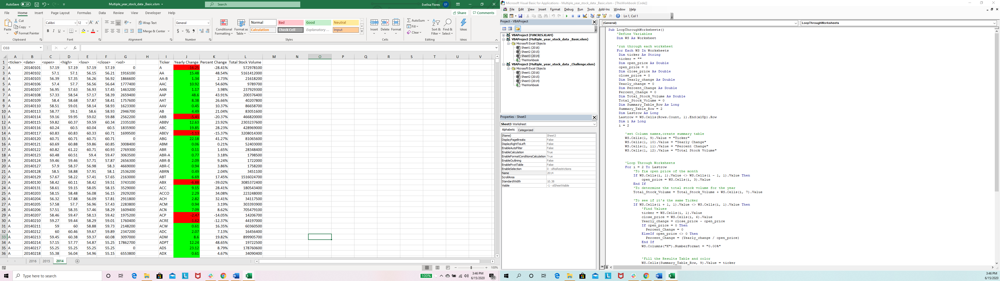 AutoSave Off Multiple_year_stock_data _Basic.xlsm Search Evelisa Flores EF
File Home Insert Page Layout Formulas Data Review View Developer Help Share Comments
Paste Cut Copy Format Painter Clipboard
Calibri 12 B I U Font
Wrap Text Merge & Center Alignment
General $ % Number
Conditional Formatting Format as Table
Normal Bad Good Neutral
Calculation Check Cell Explanatory ... Input
Styles
Insert Delete Format Cells
AutoSum Fill Clear Sort & Filter Find & Select Editing
Ideas Ideas
O33 fx
A B C D E F G H I J K L M N O P Q R S T U V
1 <ticker> <date> <open> <high> <low> <close> <vol> Ticker Yearly Change Percent Change Total Stock Volume
2 A 20140101 57.19 57.19 57.19 57.19 0 A -16.25 -28.41% 572978100
3 A 20140102 57.1 57.1 56.15 56.21 1916100 AA 15.48 48.54% 5161412000
4 A 20140103 56.39 57.35 56.26 56.92 1866600 AA-B 1.34 2.73% 21618200
5 A 20140106 57.4 57.7 56.56 56.64 1777400 AAC 10.92 54.60% 9789700
6 A 20140107 56.95 57.63 56.93 57.45 1463200 AAN 1.17 3.98% 237929300
7 A 20140108 57.33 58.54 57.17 58.39 2659400 AAP 48.6 43.91% 200376400
8 A 20140109 58.4 58.68 57.87 58.41 1757600 AAT 8.38 26.66% 40207800
9 A 20140110 58.51 59.01 58.14 58.93 1623300 AAV 0.45 10.37% 86658700
10 A 20140113 58.77 59.1 58.6 58.93 2946700 AB 4.49 21.04% 83051600
11 A 20140114 59.16 59.95 59.02 59.88 2562200 ABB -5.41 -20.37% 466820000
12 A 20140115 59.82 60.37 59.59 60.34 2335100 ABBV 12.63 23.92% 2303237600
13 A 20140116 60.24 60.5 60.04 60.5 1835900 ABC 19.85 28.23% 428969000
14 A 20140117 60.83 60.83 60.33 60.71 1699500 ABEV -1.13 -15.37% 3208014300
15 A 20140120 60.71 60.71 60.71 60.71 0 ABG 22.18 41.27% 81065600
16 A 20140121 60.69 60.88 59.86 60.85 3008400 ABM 0.06 0.21% 52403000
17 A 20140122 60.82 61.22 60.71 60.93 2769300 ABR 0.11 1.65% 28348400
18 A 20140123 60.48 60.51 59.4 59.47 3063500 ABR-A 0.77 3.18% 1798500
19 A 20140124 59.46 59.46 57.71 57.87 2656300 ABR-B 2.09 9.24% 1722000
20 A 20140127 57.9 58.37 56.98 58.3 4669000 ABR-C 0.94 3.86% 1758200
21 A 20140128 58.5 58.88 57.91 58.1 2536200 ABRN 0.49 2.04% 3451100
22 A 20140129 57.67 58.22 57.41 57.65 2163000 ABT 6.69 17.45% 1516024700
23 A 20140130 58.42 60.11 58.42 59.51 3743100 ABX -6.88 -39.02% 3085372400
24 A 20140131 58.61 59.15 58.05 58.15 3529000 ACC 9.15 28.41% 180543400
25 A 20140203 58.15 58.48 56.08 56.15 2929200 ACCO 2.29 34.08% 223248000
26 A 20140204 56.32 57.88 56.09 57.81 2911800 ACH 2.82 32.41% 34117500
27 A 20140205 57.58 57.7 56.96 57.43 2283800 ACM 0.94 3.19% 303393900
28 A 20140206 57.51 58.35 57.46 58.29 1609400 ACN 7.09 8.62% 705479100
29 A 20140207 58.46 59.47 58.13 59.42 1975200 ACP -2.47 -14.05% 14206700
30 A 20140210 59.27 59.44 58.29 59.01 1760400 ACRE -1.62 -12.37% 44197000
31 A 20140211 59 60 58.88 59.73 2148200 ACW 0.61 16.35% 60360500
32 A 20140212 60 60.46 59.67 59.89 2347200 ADC 2.07 7.13% 16456400
33 A 20140213 59.45 60.38 59.37 60.08 3097000 ADM 8.6 19.82% 899905700
34 A 20140214 57.15 57.77 54.87 55.25 17862700 ADPT 12.24 48.65% 19722500
35 A 20140217 55.25 55.25 55.25 55.25 0 ADS 23.12 8.79% 178760600
36 A 20140218 55.38 56.04 54.96 55.15 6553800 ADX 0.61 4.67% 34090400
2016 2015 2014
100%
Type here to search 100% 3:46 PM 6/15/2020 20
Microsoft Visual Basic for Applications - Multiple_year_stock_data _Basic.xlsm - [ThisWorkbook (Code)]
File Edit View Insert Format Debug Run Tools Add-Ins Window Help
Ln 1, Col 1
Project - VBAProject
VBAProject (FUNCRES.XLAM)
VBAProject (Multiple_year_stock_data _Basic.xlsm)
Microsoft Excel Objects
Sheet1 (2016)
Sheet2 (2015)
Sheet3 (2014)
ThisWorkbook
VBAProject (Multiple_year_stock_data _Challenge.xlsm)
Microsoft Excel Objects
Sheet1 (2016)
Sheet2 (2015)
Sheet3 (2014)
ThisWorkbook
Properties - Sheet3
Sheet3 Worksheet
Alphabetic Categorized
(Name) Sheet3
DisplayPageBreaks False
DisplayRightToLeft False
EnableAutoFilter False
EnableCalculation True
EnableFormatConditionsCalculation True
EnableOutlining False
EnablePivotTable False
EnableSelection 0 - xlNoRestrictions
Name 2014
ScrollArea
StandardWidth 10.38
Visible -1 - xlSheetVisible
(General) LoopThroughWorksheets
Sub LoopThroughWorksheets()
'Define Variables
Dim WS As Worksheet
'run through each worksheet
For Each WS In Worksheets
Dim ticker As String
ticker = ""
Dim open_price As Double
open_price = 0
Dim close_price As Double
close_price = 0
Dim Yearly_change As Double
Yearly_change = 0
Dim Percent_Change As Double
Percent_Change = 0
Dim Total_Stock_Volume As Double
Total_Stock_Volume = 0
Dim Summary_Table_Row As Long
Summary_Table_Row = 2
Dim Lastrow As Long
Lastrow = WS.Cells(Rows.Count, 1).End(xlUp).Row
Dim i As Long
i = 2
'set Column names,create summary table
WS.Cells(1, 9).Value = "Ticker"
WS.Cells(1, 10).Value = "Yearly Change"
WS.Cells(1, 11).Value = "Percent Change"
WS.Cells(1, 12).Value = "Total Stock Volume"
'Loop Through Worksheets
For i = 2 To Lastrow
'To fix open price of the month
If WS.Cells(i, 1).Value <> WS.Cells(i - 1, 1).Value Then
open_price = WS.Cells(i, 3).Value
End If
'To determine the total stock volume for the year
Total_Stock_Volume = Total_Stock_Volume + WS.Cells(i, 7).Value
'To see if it's the same Ticker
If WS.Cells(i + 1, 1).Value <> WS.Cells(i, 1).Value Then
'Find Values
ticker = WS.Cells(i, 1).Value
close_price = WS.Cells(i, 6).Value
Yearly_change = close_price - open_price
If open_price = 0 Then
Percent_Change = 0
ElseIf open_price <> 0 Then
Percent_Change = (Yearly_change / open_price)
End If
WS.Columns("K").NumberFormat = "0.00%"
'Fill the Results Table and color
WS.Cells(Summary_Table_Row, 9).Value = ticker
3:46 PM
6/15/2020